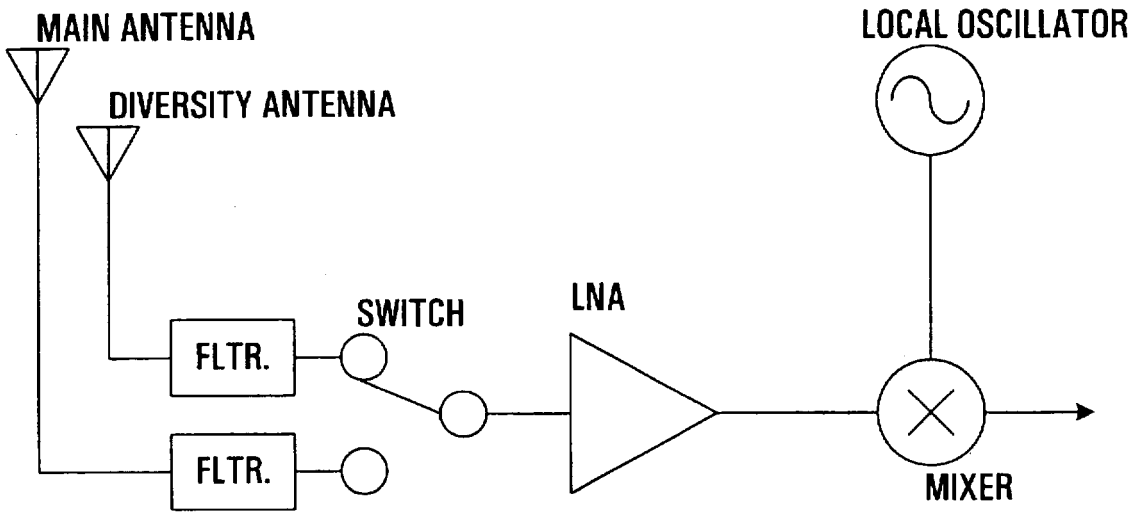 MAIN ANTENNA
LOCAL OSCILLATOR
DIVERSITY ANTENNA
SWITCH
LNA
FLTR.
FLTR.
MIXER